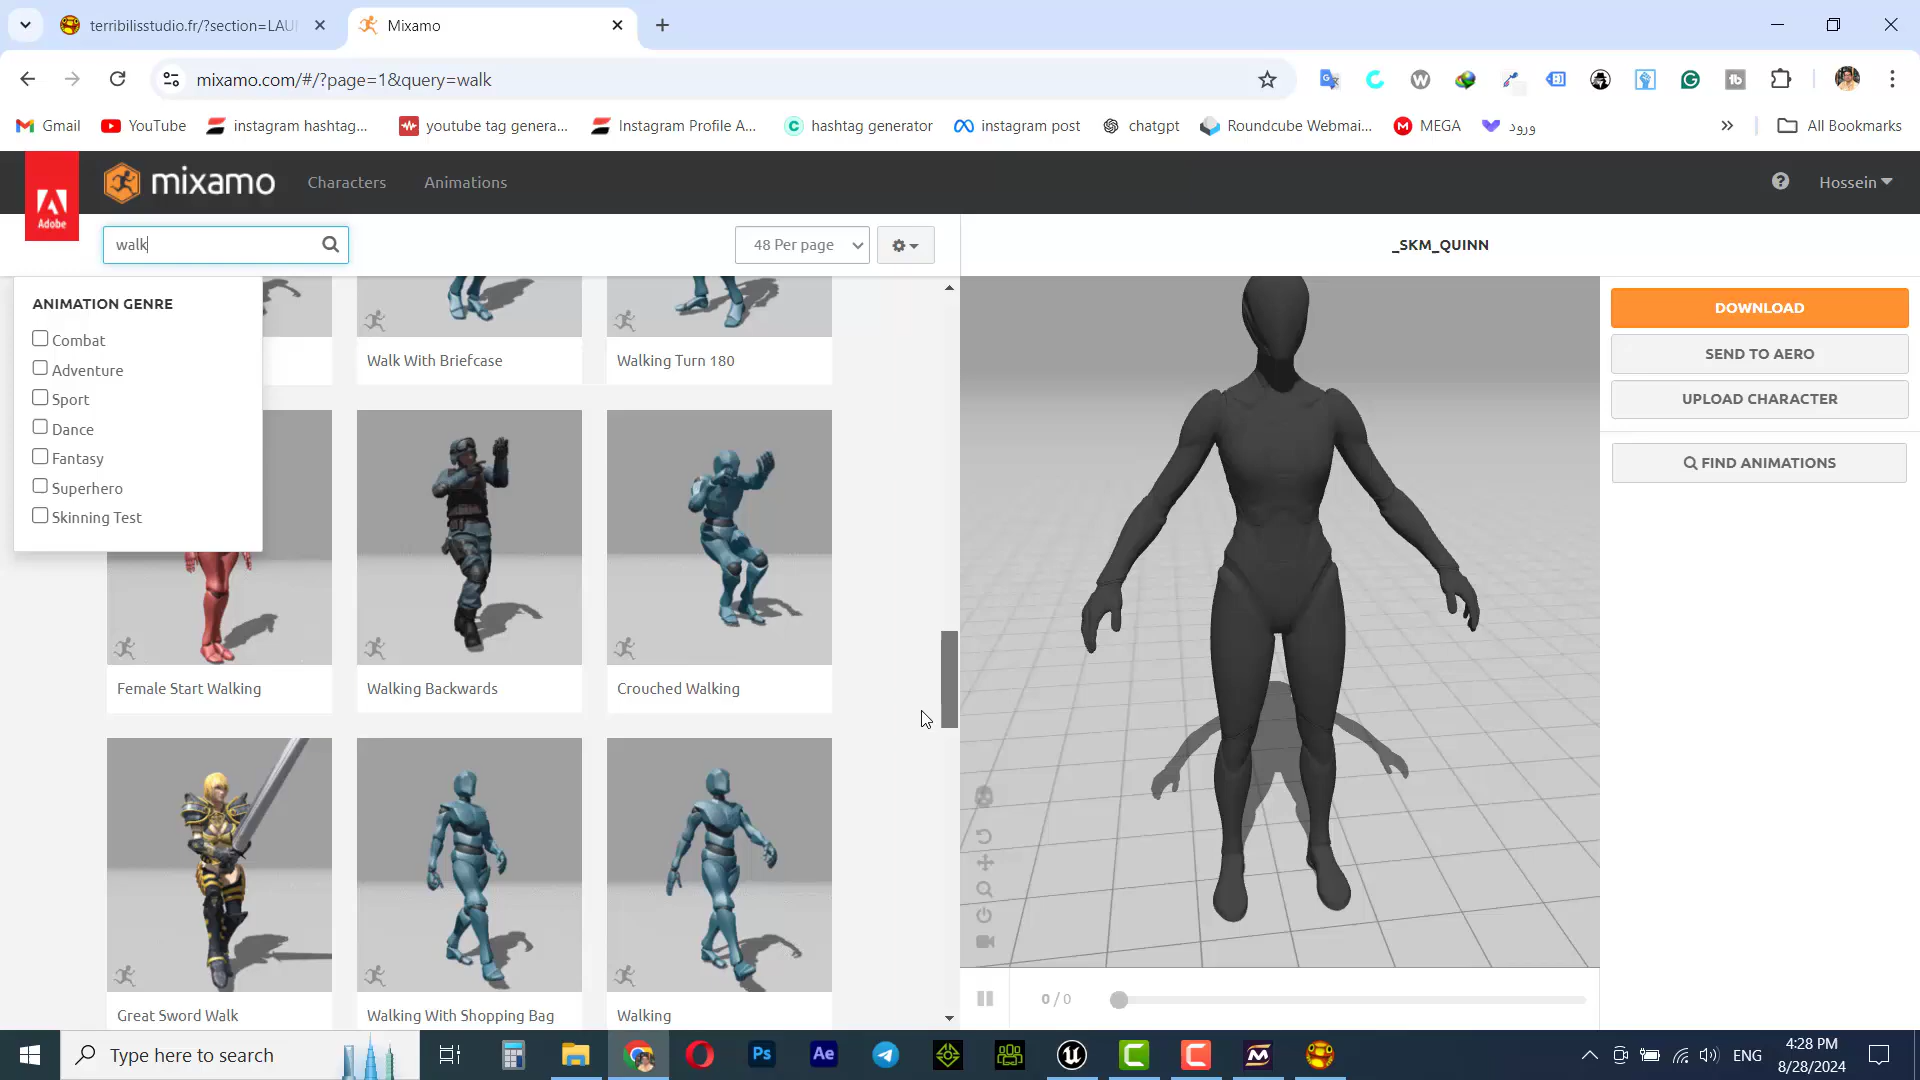 terribilisstudio.fr/?section=LAU
Mixamo
mixamo.com/#/?page=1&query=walk
Gmail
YouTube
instagram hashtag...
youtube tag genera...
Instagram Profile A...
hashtag generator
instagram post
chatgpt
Roundcube Webmai...
MEGA
ورود
All Bookmarks
Adobe
mixamo
Characters
Animations
Hossein
walk
48 Per page
_SKM_QUINN
ANIMATION GENRE
Combat
Adventure
Sport
Dance
Fantasy
Superhero
Skinning Test
Walk With Briefcase
Walking Turn 180
Female Start Walking
Walking Backwards
Crouched Walking
Great Sword Walk
Walking With Shopping Bag
Walking
DOWNLOAD
SEND TO AERO
UPLOAD CHARACTER
FIND ANIMATIONS
0 / 0
Type here to search
Ps
Ae
ENG
4:28 PM
8/28/2024